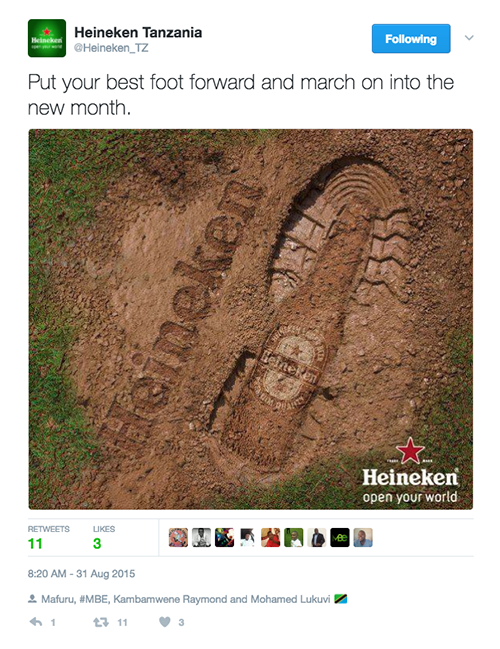 Heineken Tanzania
@Heineken_TZ
Following
Put your best foot forward and march on into the
new month.
Heineken
Heineken
Heineken
open your world
RETWEETS LIKES
11 3
8:20 AM - 31 Aug 2015
Mafuru, #MBE, Kambamwene Raymond and Mohamed Lukuvi
1 11 3